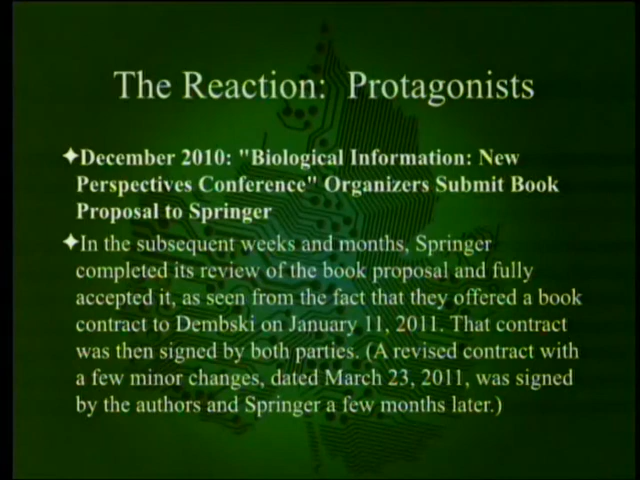 The Reaction: Protagonists
✦December 2010: "Biological Information: New
Perspectives Conference" Organizers Submit Book
Proposal to Springer
✦In the subsequent weeks and months, Springer
completed its review of the book proposal and fully
accepted it, as seen from the fact that they offered a book
contract to Dembski on January 11, 2011. That contract
was then signed by both parties. (A revised contract with
a few minor changes, dated March 23, 2011, was signed
by the authors and Springer a few months later.)